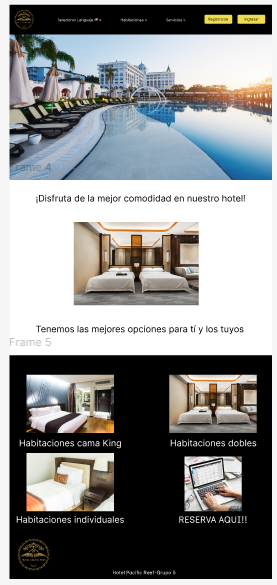 Seleccionar Lenguaje
Habitaciones
Servicios
Registrarse
Ingresar
Frame 4
¡Disfruta de la mejor comodidad en nuestro hotel!
Tenemos las mejores opciones para tí y los tuyos
Frame 5
Habitaciones cama King
Habitaciones dobles
Habitaciones individuales
RESERVA AQUI!!
Hotel Pacific Reef-Grupo 5